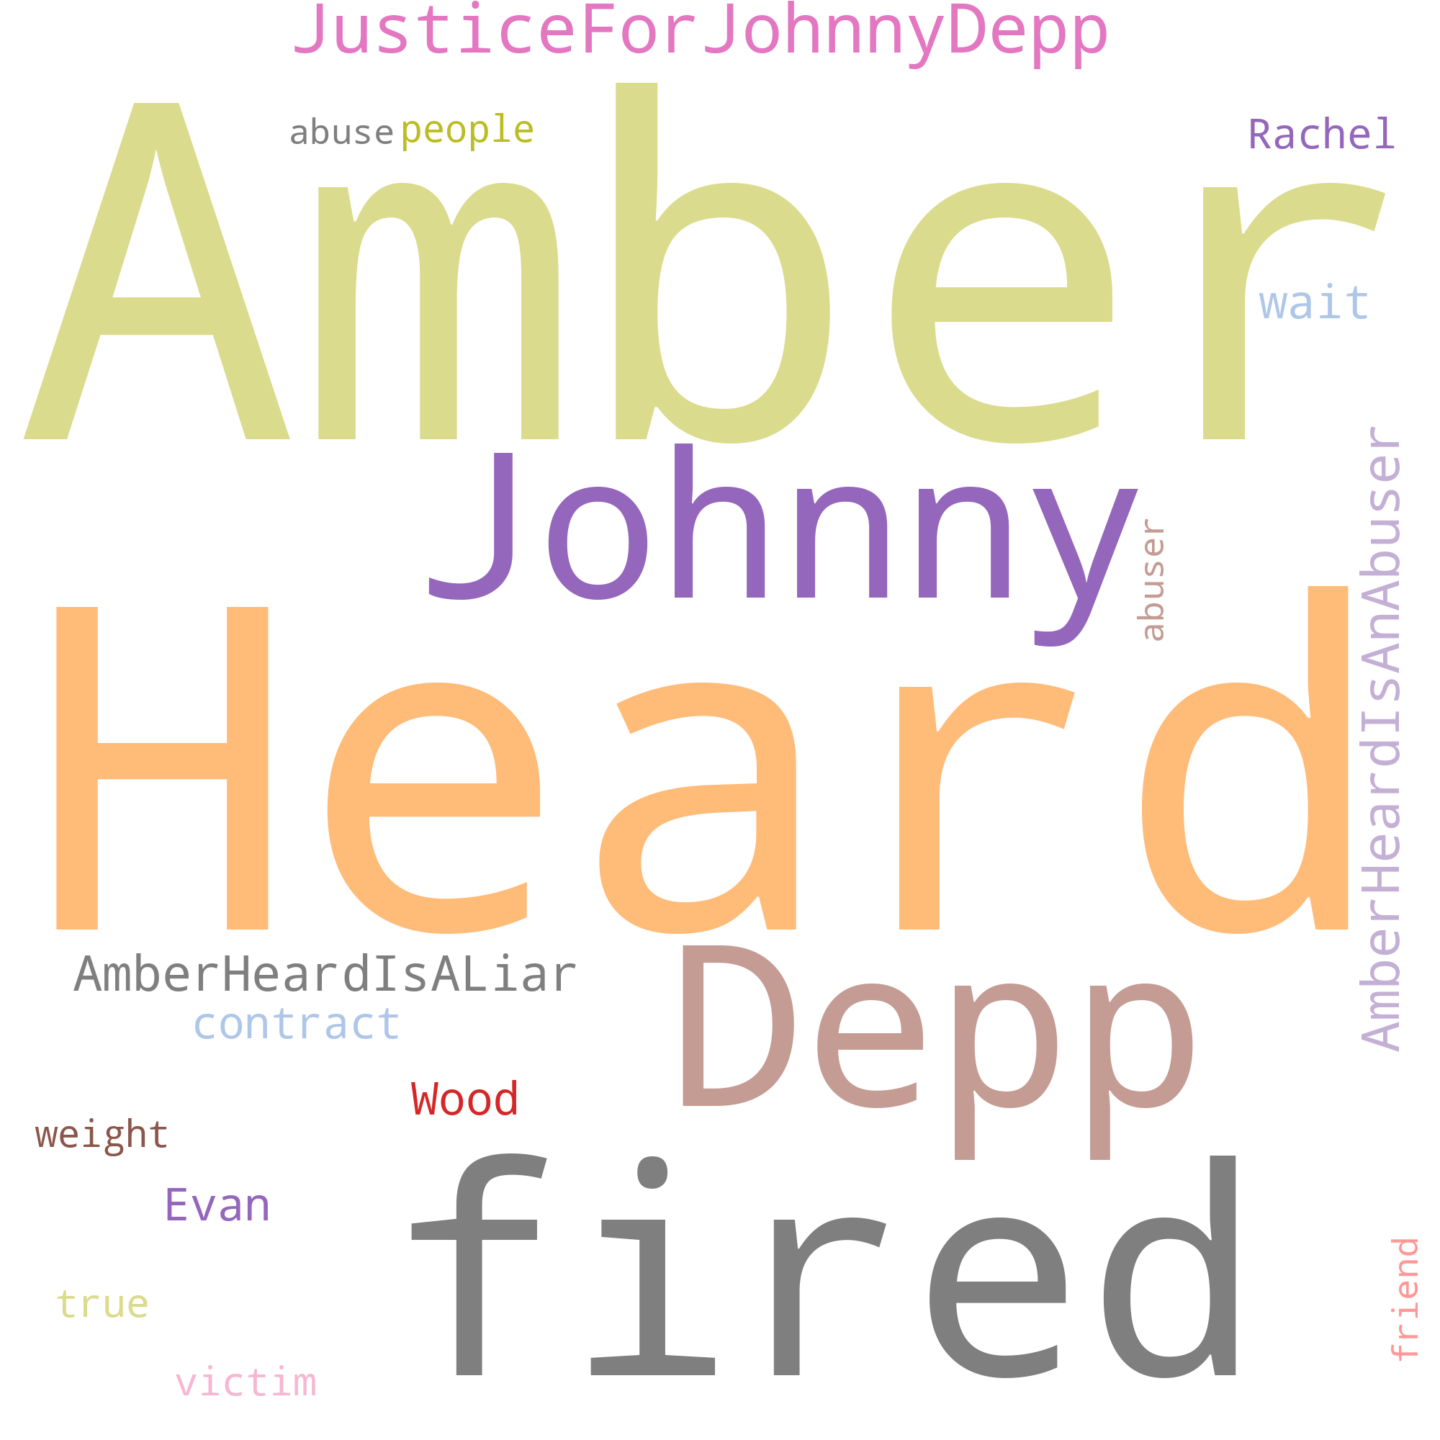 JusticeForJohnnyDepp
abuse
people
Rachel
Amber
wait
Johnny
abuser
AmberHeardIsAnAbuser
Heard
AmberHeardIsALiar
contract
Depp
Wood
weight
Evan
fired
true
friend
victim